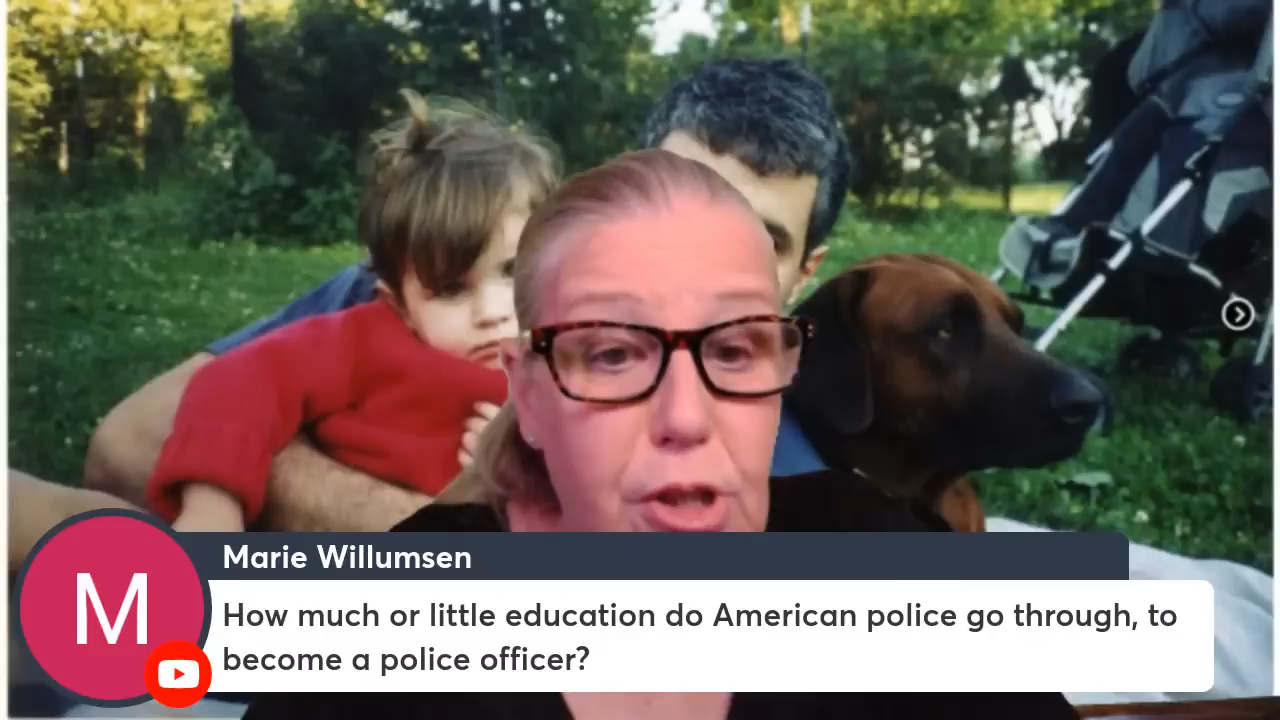 M
Marie Willumsen
How much or little education do American police go through, to
become a police officer?